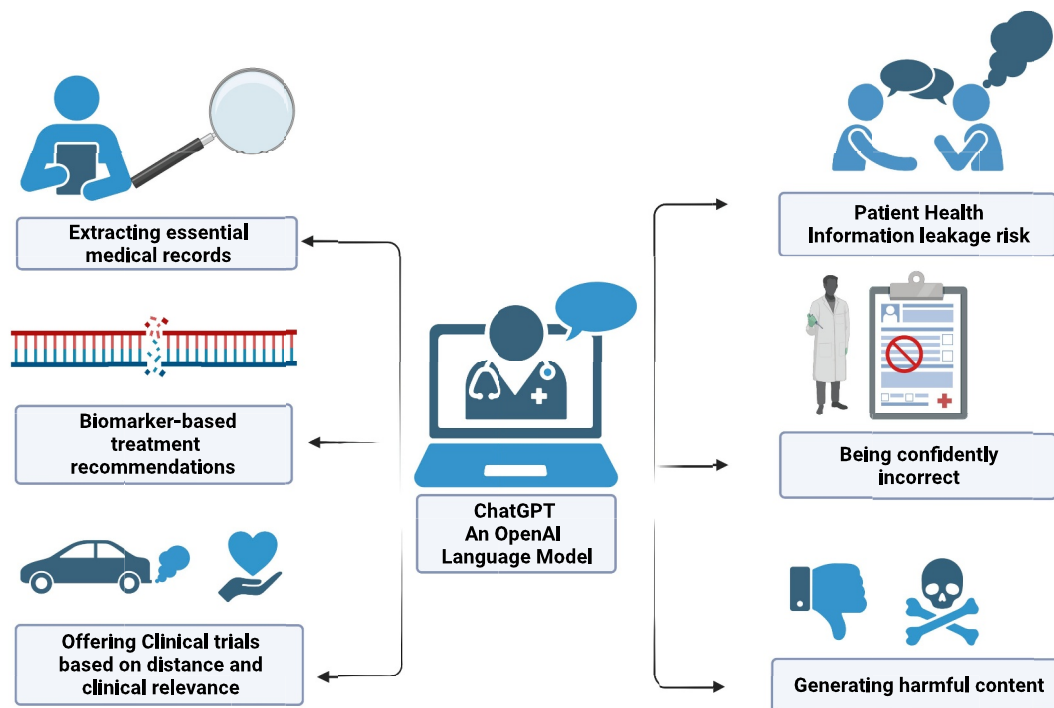 Extracting essential
medical records
Biomarker-based
treatment
recommendations
Offering Clinical trials
based on distance and
clinical relevance
ChatGPT
An OpenAI
Language Model
Patient Health
Information leakage risk
Being confidently
incorrect
Generating harmful content